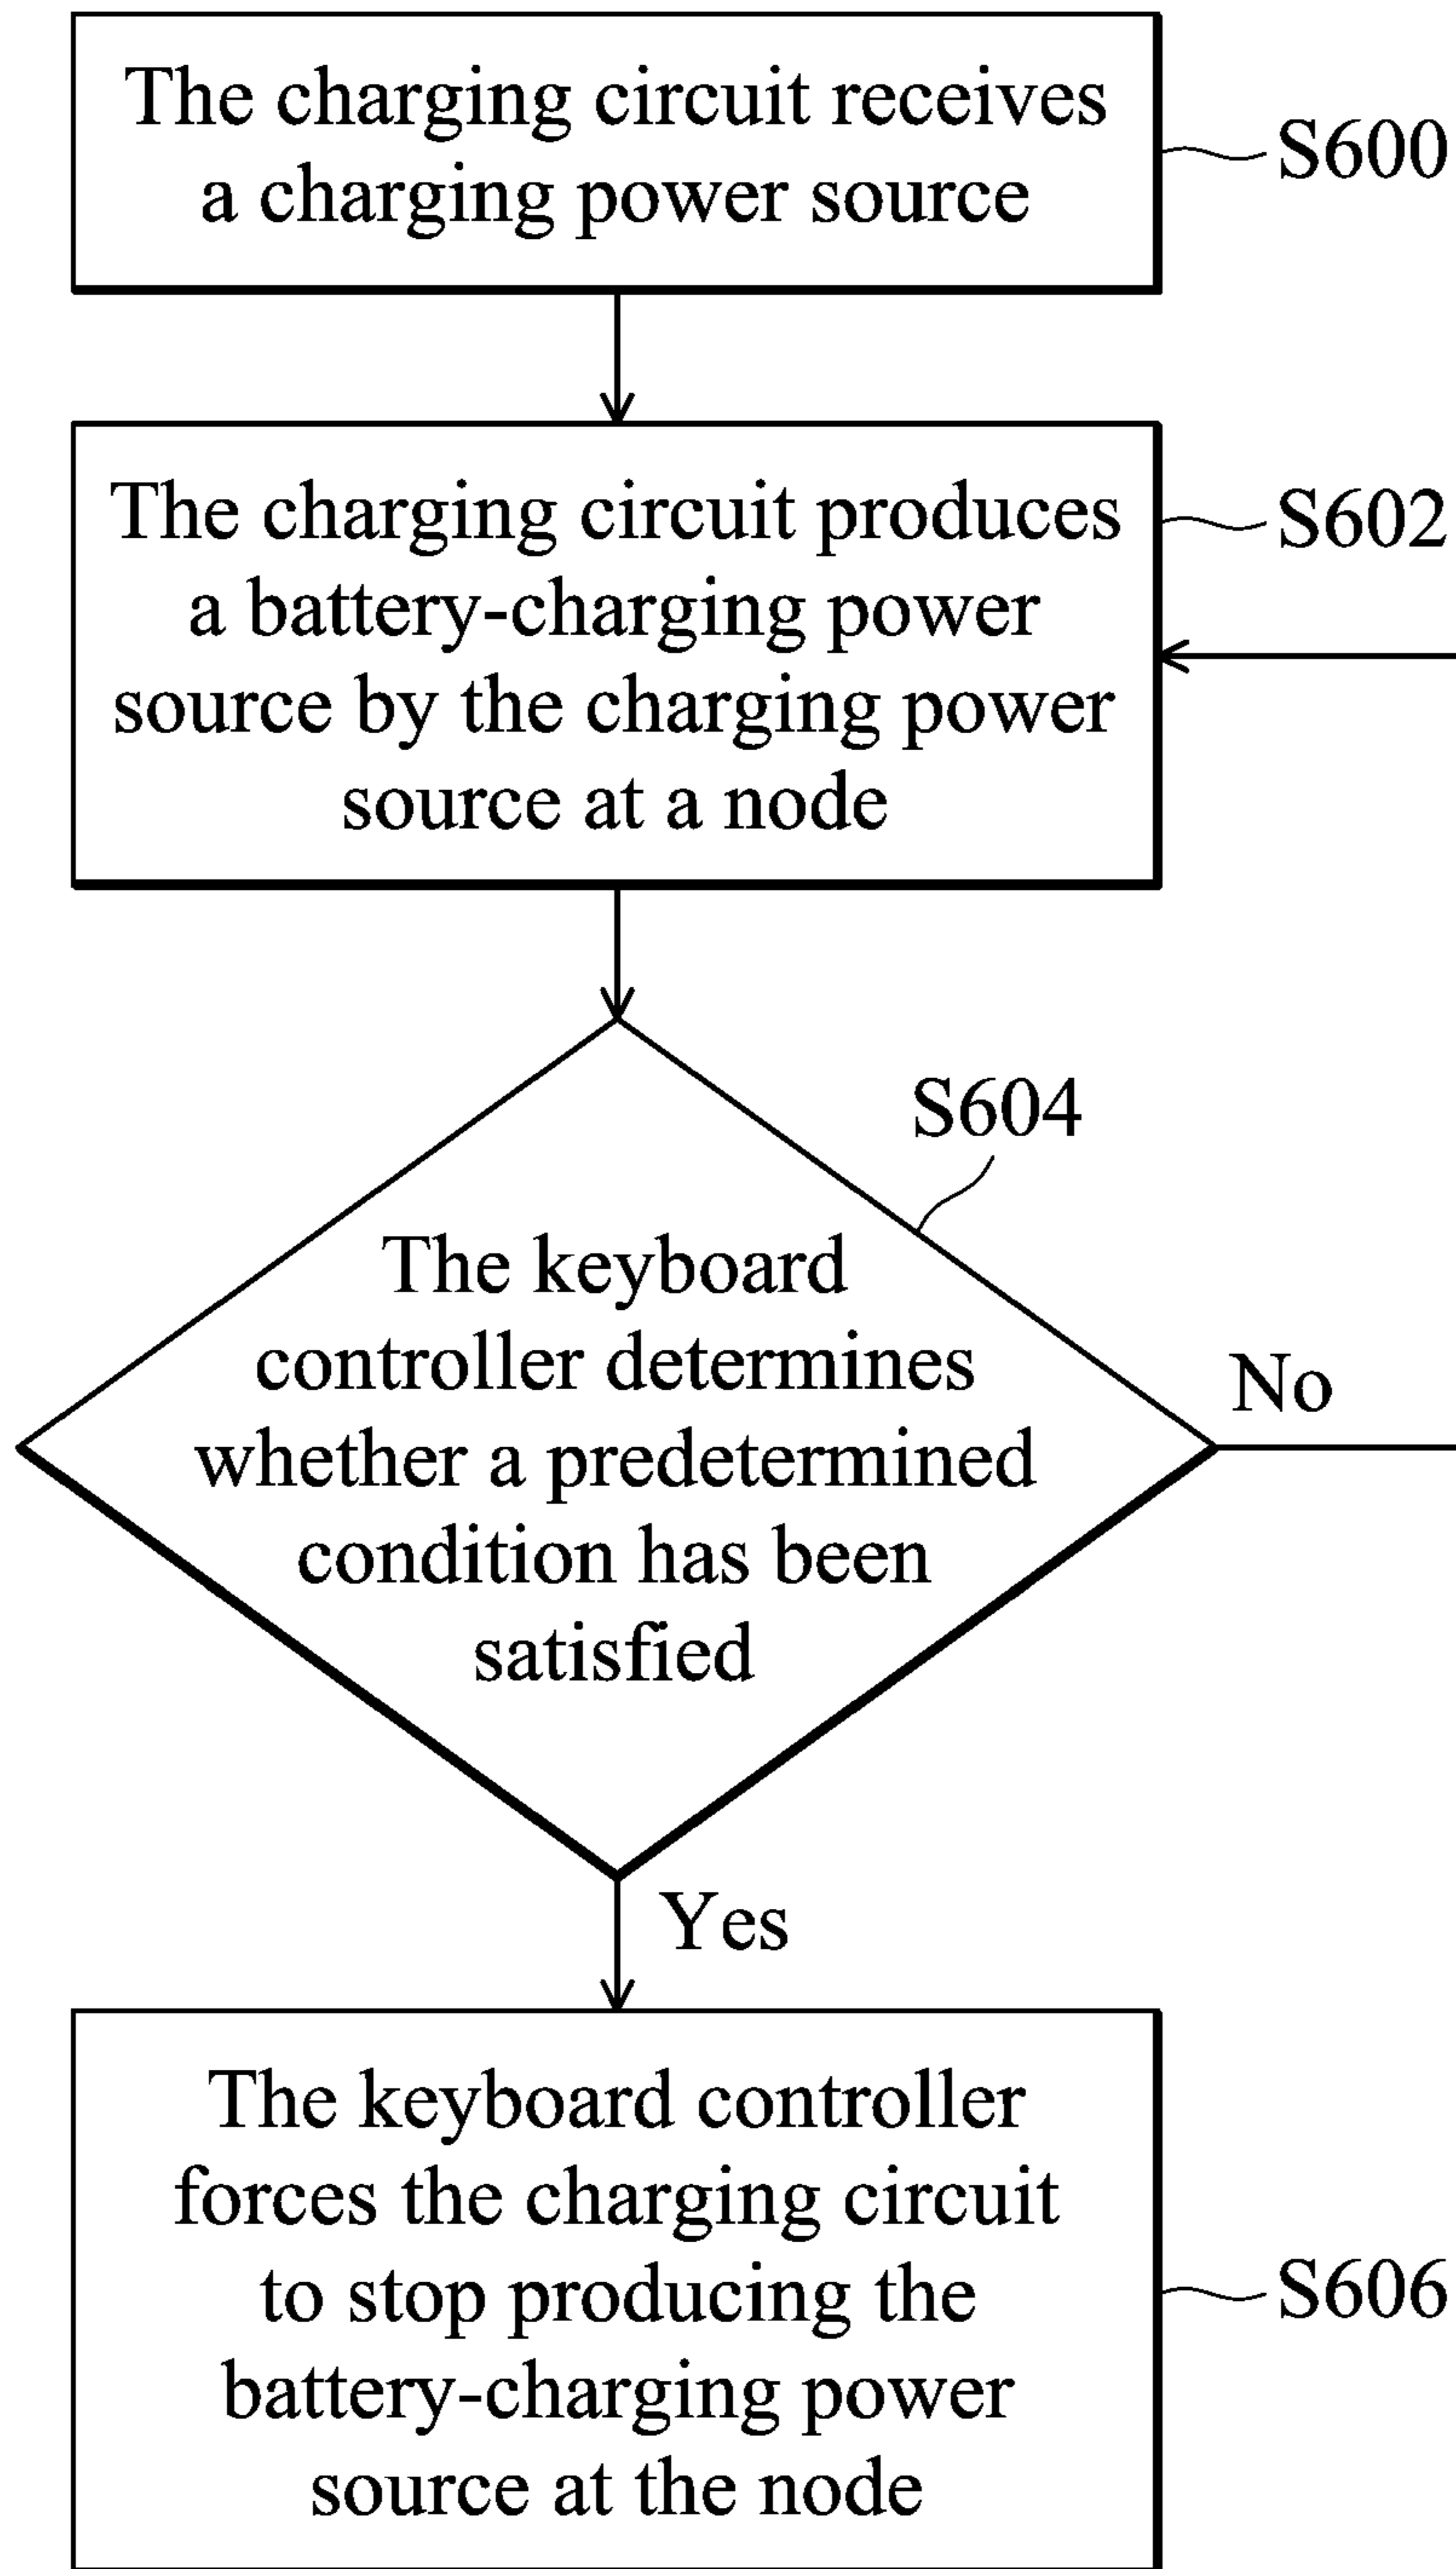 The charging circuit receives
a charging power source
S600
The charging circuit produces
a battery-charging power
source by the charging power
source at a node
S602
S604
The keyboard
controller determines
whether a predetermined
condition has been
satisfied
No
Yes
The keyboard controller
forces the charging circuit
to stop producing the
battery-charging power
source at the node
S606